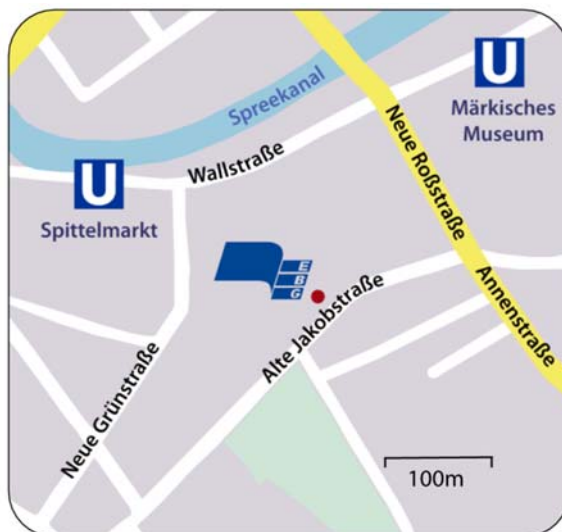 U
Märkisches
Museum
Spreekanal
Neue Roßstraße
Wallstraße
U
Spittelmarkt
E
B
G
Alte Jakobstraße
Annenstraße
Neue Grünstraße
100m